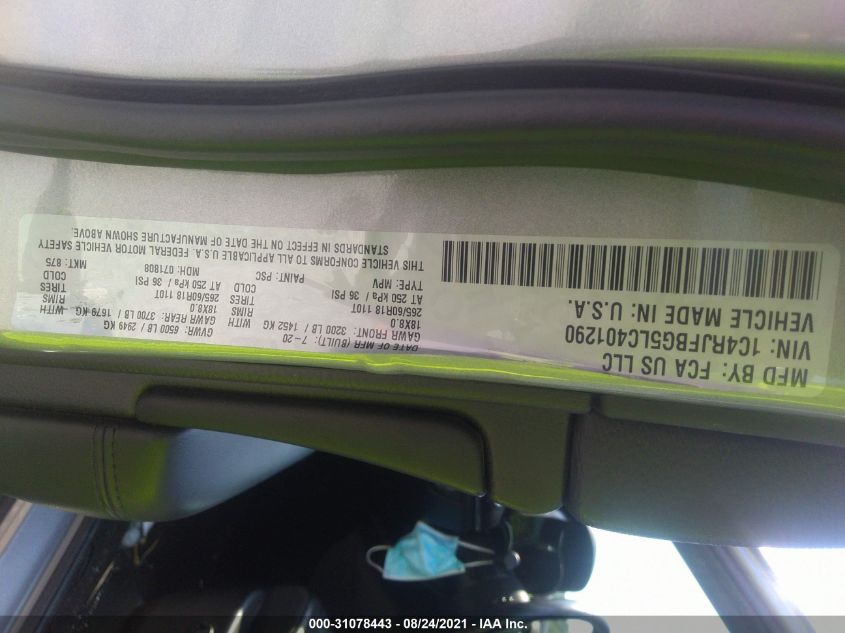 MFD BY: FCA US LLC
VIN: 1C4RJFBG5LC401290
VEHICLE MADE IN: U.S.A.
DATE OF MFR (BUILT): 7-20 GVWR: 6500 LB / 2949 KG
GAWR FRONT: 3200 LB / 1452 KG WITH GAWR REAR: 3700 LB / 1679 KG WITH
18X8.0 RIMS 18X8.0 RIMS
265/60R18 110T TIRES 265/60R18 110T TIRES
AT 250 kPa / 36 PSI COLD AT 250 kPa / 36 PSI COLD
TYPE: MPV PAINT: PSC MDH: 071808 MKT: 875
THIS VEHICLE CONFORMS TO ALL APPLICABLE U.S.A. FEDERAL MOTOR VEHICLE SAFETY
STANDARDS IN EFFECT ON THE DATE OF MANUFACTURE SHOWN ABOVE.
000-31078443 - 08/24/2021 - IAA Inc.